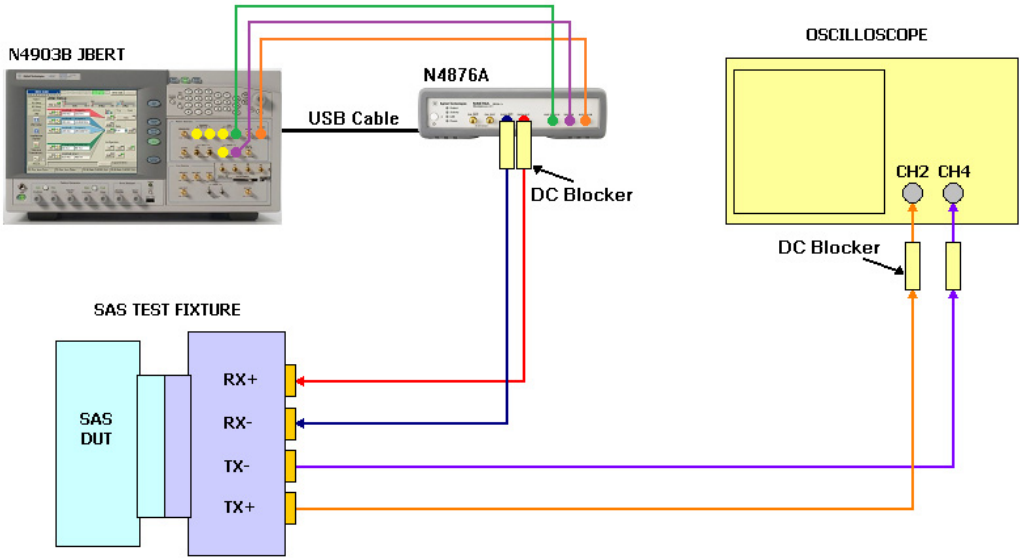 OSCILLOSCOPE
N4903B JBERT
N4876A
USB Cable
DC Blocker
CH2 CH4
DC Blocker
SAS TEST FIXTURE
RX+
RX-
SAS
DUT
TX-
TX+